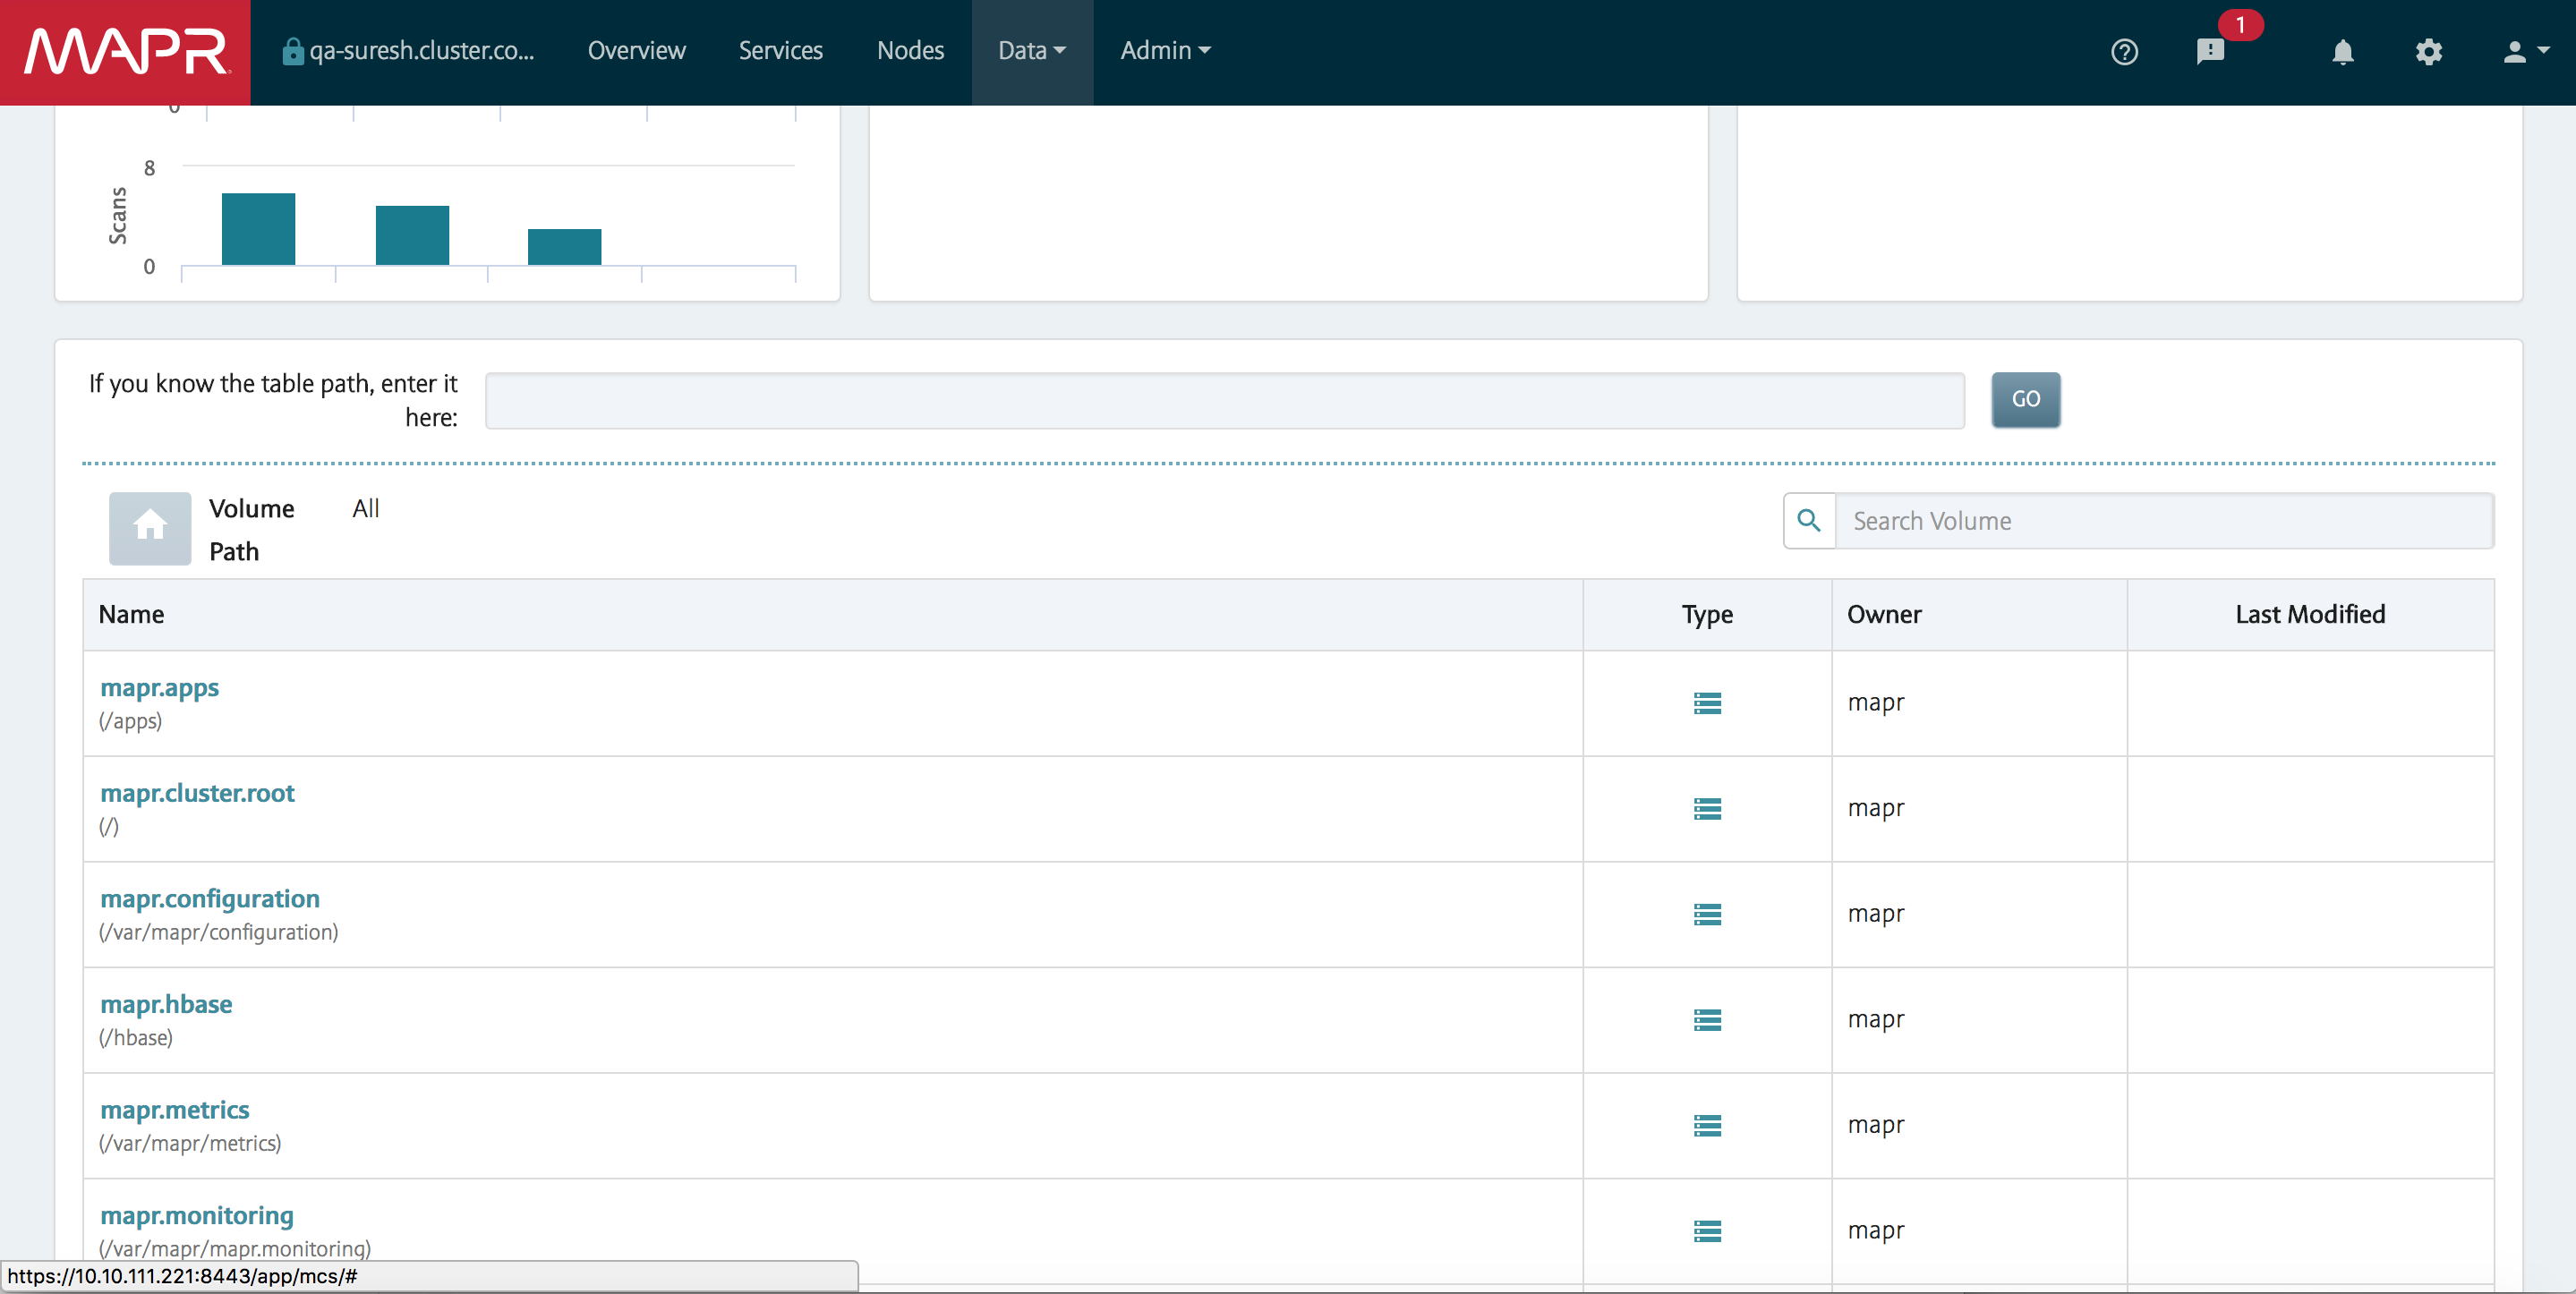 MAPR
qa-suresh.cluster.co...
Overview
Services
Nodes
Data
Admin
1
0
8
Scans
0
If you know the table path, enter it
here:
GO
Volume
All
Path
Search Volume
Name
Type
Owner
Last Modified
mapr.apps
(/apps)
mapr
mapr.cluster.root
(/)
mapr
mapr.configuration
(/var/mapr/configuration)
mapr
mapr.hbase
(/hbase)
mapr
mapr.metrics
(/var/mapr/metrics)
mapr
mapr.monitoring
(/var/mapr/mapr.monitoring)
mapr
https://10.10.111.221:8443/app/mcs/#